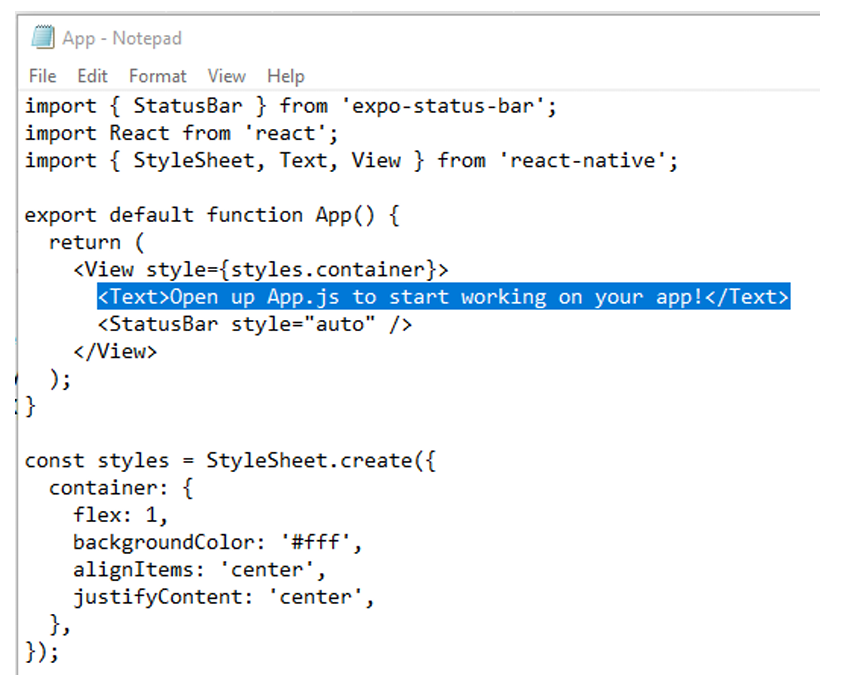 App - Notepad
File Edit Format View Help
import { StatusBar } from 'expo-status-bar';
import React from 'react';
import { StyleSheet, Text, View } from 'react-native';

export default function App() {
  return (
    <View style={styles.container}>
      <Text>Open up App.js to start working on your app!</Text>
      <StatusBar style="auto" />
    </View>
  );
}

const styles = StyleSheet.create({
  container: {
    flex: 1,
    backgroundColor: '#fff',
    alignItems: 'center',
    justifyContent: 'center',
  },
});